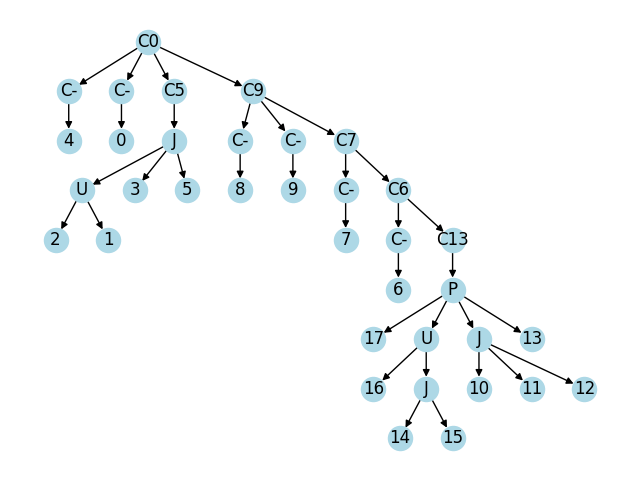 C0
C- C- C5 C9
4 0 J C- C- C7
U 3 5 8 9 C- C6
2 1 7 C- C13
6 P
17 U J 13
16 J 10 11 12
14 15